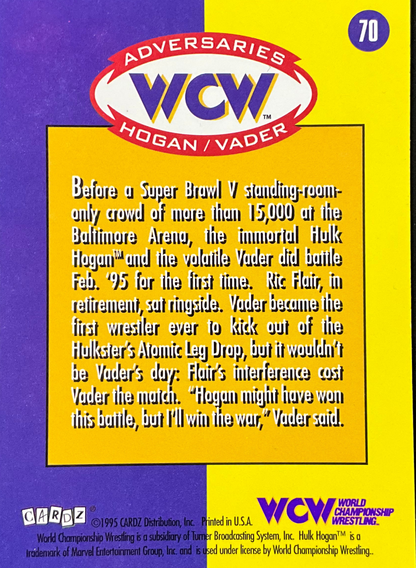 70
ADVERSARIES
WCW™
HOGAN / VADER
Before a Super Brawl V standing-room-
only crowd of more than 15,000 at the
Baltimore Arena, the immortal Hulk
Hogan™ and the volatile Vader did battle
Feb. '95 for the first time. Ric Flair, in
retirement, sat ringside. Vader became the
first wrestler ever to kick out of the
Hulkster's Atomic Leg Drop, but it wouldn't
be Vader's day: Flair's interference cost
Vader the match. "Hogan might have won
this battle, but I'll win the war," Vader said.
CARDZ®
©1995 CARDZ Distribution, Inc. Printed in U.S.A.
WCW WORLD
CHAMPIONSHIP
WRESTLING™
World Championship Wrestling is a subsidiary of Turner Broadcasting System, Inc. Hulk Hogan™ is a
trademark of Marvel Entertainment Group, Inc. and is used under license by World Championship Wrestling..